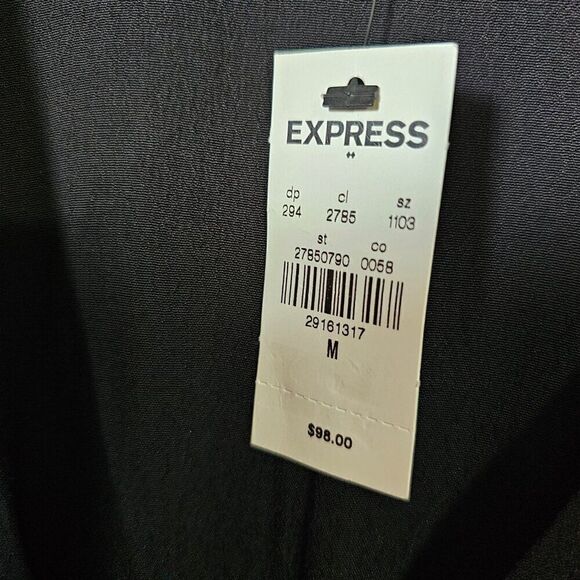 EXPRESS
dp cl sz
294 2785 1103
st co
27850790 0058
29161317
M
$98.00